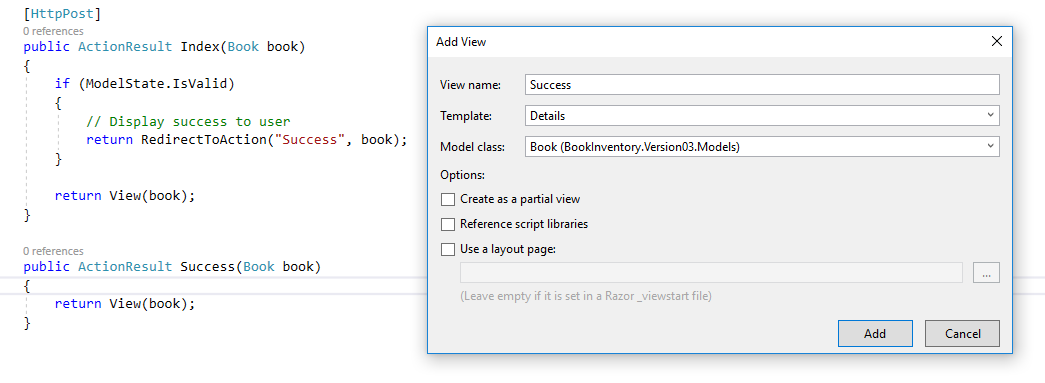 [HttpPost]
0 references
public ActionResult Index(Book book)
{
if (ModelState.IsValid)
{
// Display success to user
return RedirectToAction("Success", book);
}
return View(book);
}
0 references
public ActionResult Success(Book book)
{
return View(book);
}
Add View
View name:
Success
Template:
Details
Model class:
Book (BookInventory.Version03.Models)
Options:
Create as a partial view
Reference script libraries
Use a layout page:
...
(Leave empty if it is set in a Razor _viewstart file)
Add
Cancel